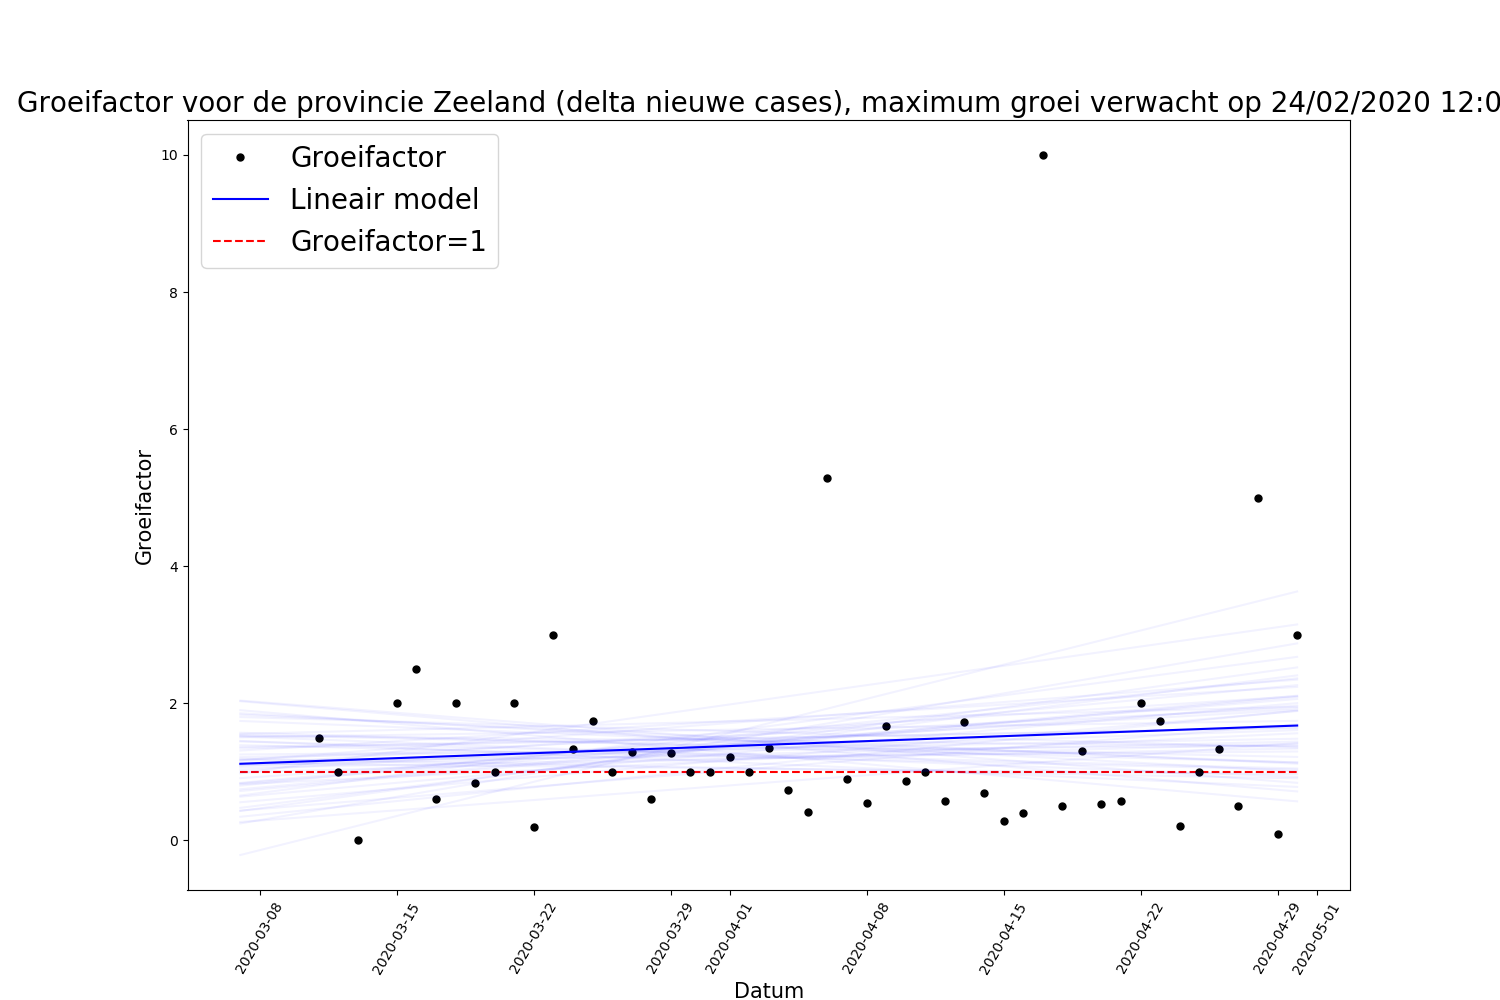 Groeifactor voor de provincie Zeeland (delta nieuwe cases), maximum groei verwacht op 24/02/2020 12:0
Groeifactor
Lineair model
Groeifactor=1
10
8
6
4
2
0
Groeifactor
2020-03-08
2020-03-15
2020-03-22
2020-03-29
2020-04-01
2020-04-08
2020-04-15
2020-04-22
2020-04-29
2020-05-01
Datum